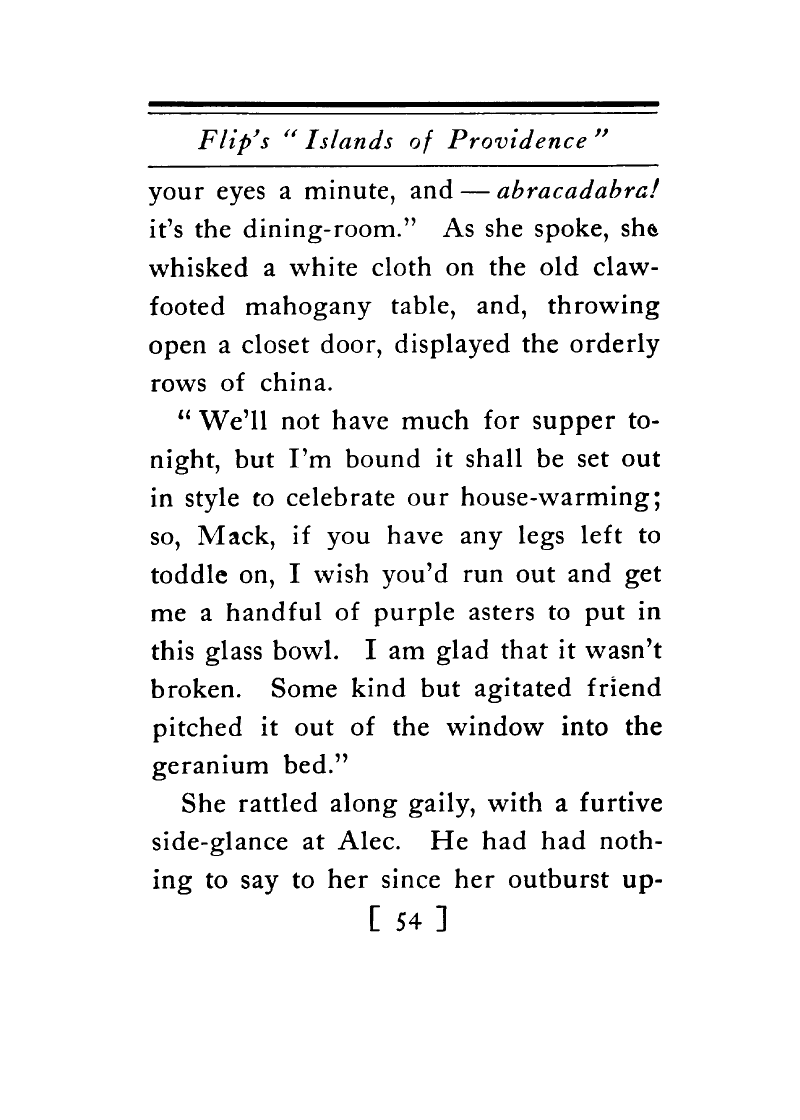 Flip's “Islands of Providence”
your eyes a minute, and — abracadabra!
it's the dining-room.” As she spoke, she
whisked a white cloth on the old claw-
footed mahogany table, and, throwing
open a closet door, displayed the orderly
rows of china.
“We'll not have much for supper to-
night, but I'm bound it shall be set out
in style to celebrate our house-warming;
so, Mack, if you have any legs left to
toddle on, I wish you'd run out and get
me a handful of purple asters to put in
this glass bowl. I am glad that it wasn't
broken. Some kind but agitated friend
pitched it out of the window into the
geranium bed.”
She rattled along gaily, with a furtive
side-glance at Alec. He had had noth-
ing to say to her since her outburst up-
[ 54 ]